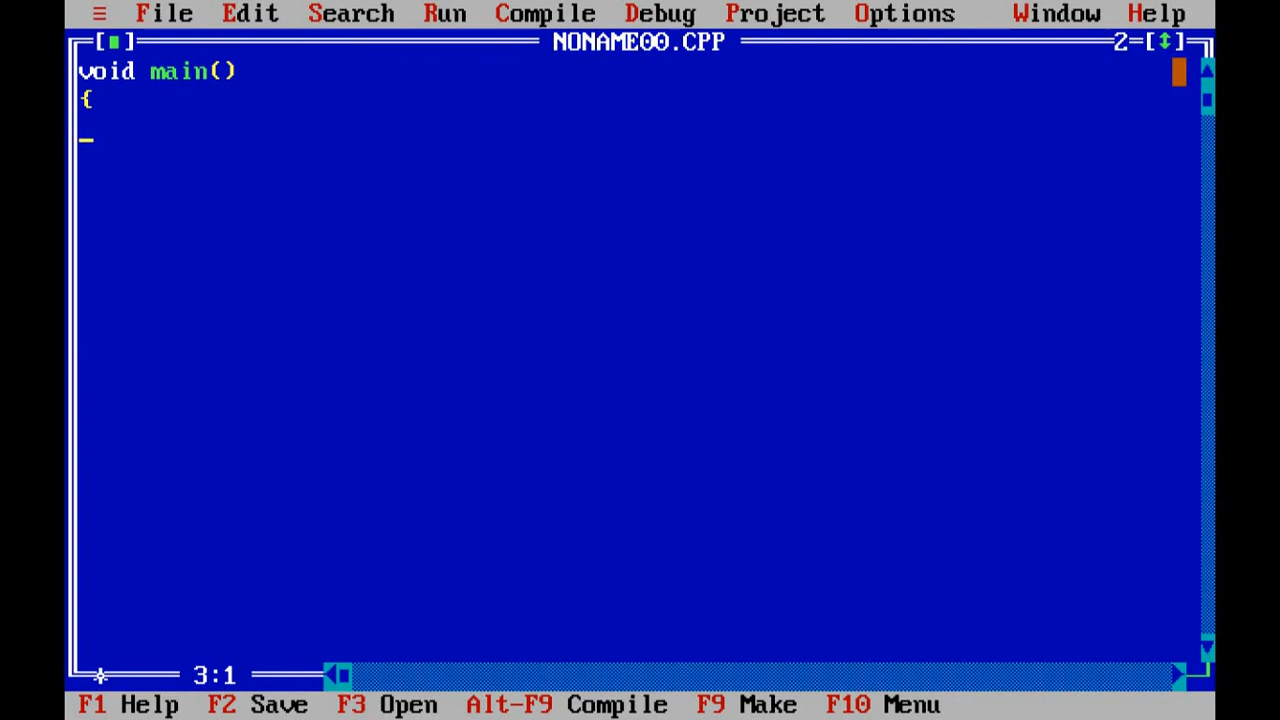 ≡ File Edit Search Run Compile Debug Project Options Window Help
[■] NONAME00.CPP 2=[↕]
void main()
{
_
3:1
F1 Help F2 Save F3 Open Alt-F9 Compile F9 Make F10 Menu